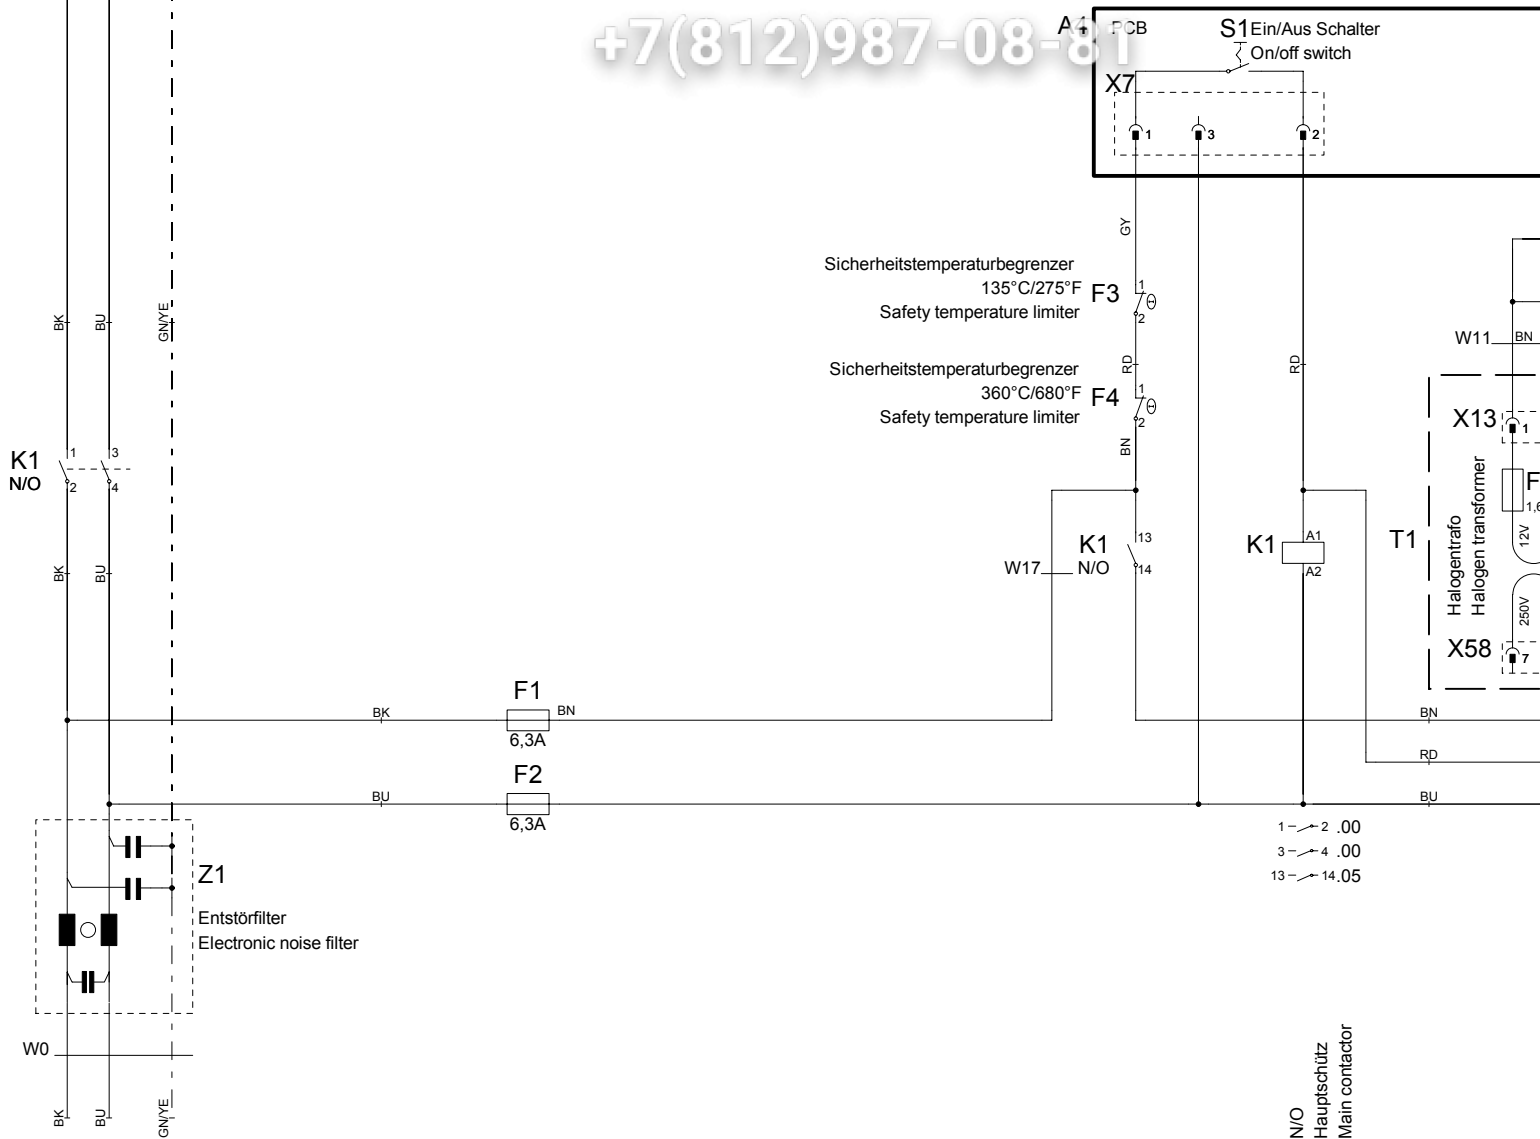 +7(812)987-08-81
A4 PCB
S1 Ein/Aus Schalter
On/off switch
X7
1 3 2
GY
Sicherheitstemperaturbegrenzer
135°C/275°F
Safety temperature limiter
F3
1
2
RD
RD
Sicherheitstemperaturbegrenzer
360°C/680°F
Safety temperature limiter
F4
1
2
BN
BK
BU
GN/YE
W11
BN
X13
1
K1
N/O
1
2
3
4
F
12V
250V
Halogentrafo
Halogen transformer
T1
X58
7
K1
N/O
13
14
W17
K1
A1
A2
BK
BU
F1
BK
BN
6,3A
BN
RD
F2
BU
6,3A
BU
1 2 .00
3 4 .00
13 14 .05
Z1
Entstörfilter
Electronic noise filter
W0
BK
BU
GN/YE
N/O
Hauptschütz
Main contactor